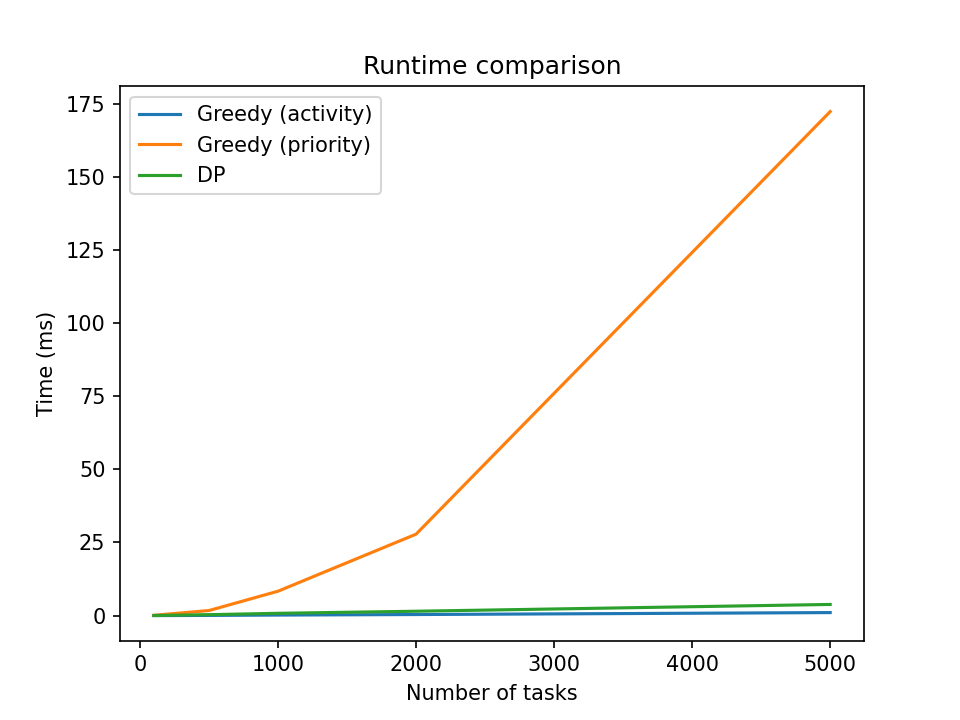 Runtime comparison
Greedy (activity)
Greedy (priority)
DP
175
150
125
100
75
50
25
0
Time (ms)
0 1000 2000 3000 4000 5000
Number of tasks